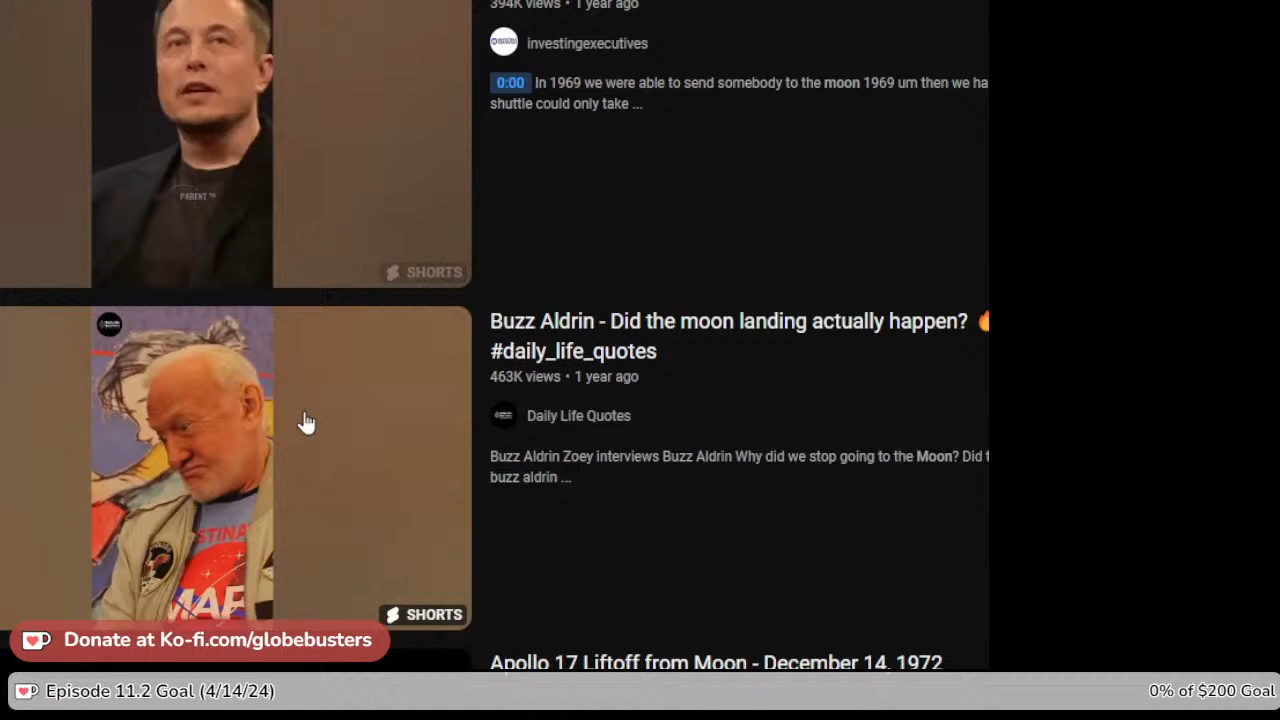 394K views • 1 year ago
investingexecutives
0:00 In 1969 we were able to send somebody to the moon 1969 um then we ha
shuttle could only take ...
PARENT
SHORTS
Buzz Aldrin - Did the moon landing actually happen? 🔥
#daily_life_quotes
463K views • 1 year ago
Daily Life Quotes
Buzz Aldrin Zoey interviews Buzz Aldrin Why did we stop going to the Moon? Did t
buzz aldrin ...
SHORTS
Donate at Ko-fi.com/globebusters
Apollo 17 Liftoff from Moon - December 14, 1972
Episode 11.2 Goal (4/14/24)
0% of $200 Goal